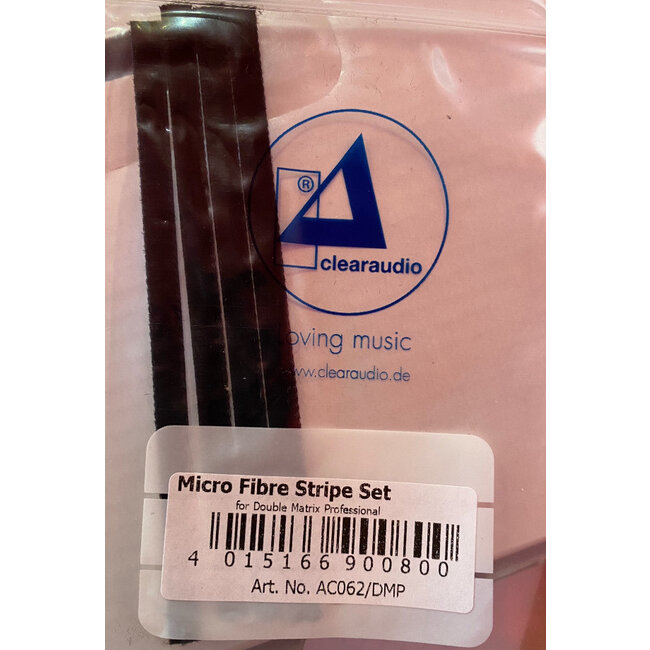 ®
clearaudio
loving music
www.clearaudio.de
Micro Fibre Stripe Set
for Double Matrix Professional
4 015166 900800
Art. No. AC062/DMP